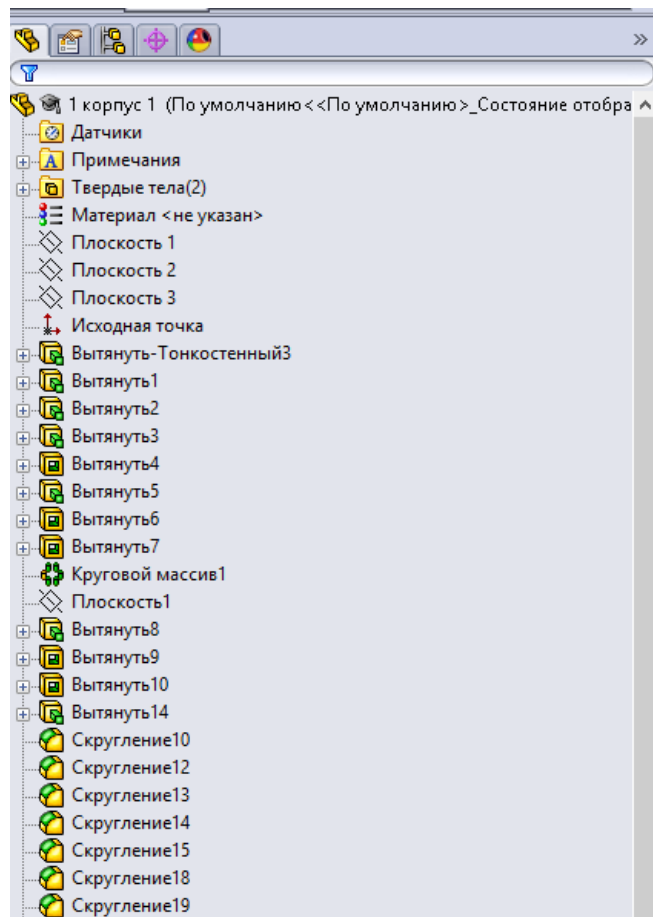 1 корпус 1 (По умолчанию<<По умолчанию>_Состояние отобра
Датчики
Примечания
Твердые тела(2)
Материал <не указан>
Плоскость 1
Плоскость 2
Плоскость 3
Исходная точка
Вытянуть-Тонкостенный3
Вытянуть1
Вытянуть2
Вытянуть3
Вытянуть4
Вытянуть5
Вытянуть6
Вытянуть7
Круговой массив1
Плоскость1
Вытянуть8
Вытянуть9
Вытянуть10
Вытянуть14
Скругление10
Скругление12
Скругление13
Скругление14
Скругление15
Скругление18
Скругление19